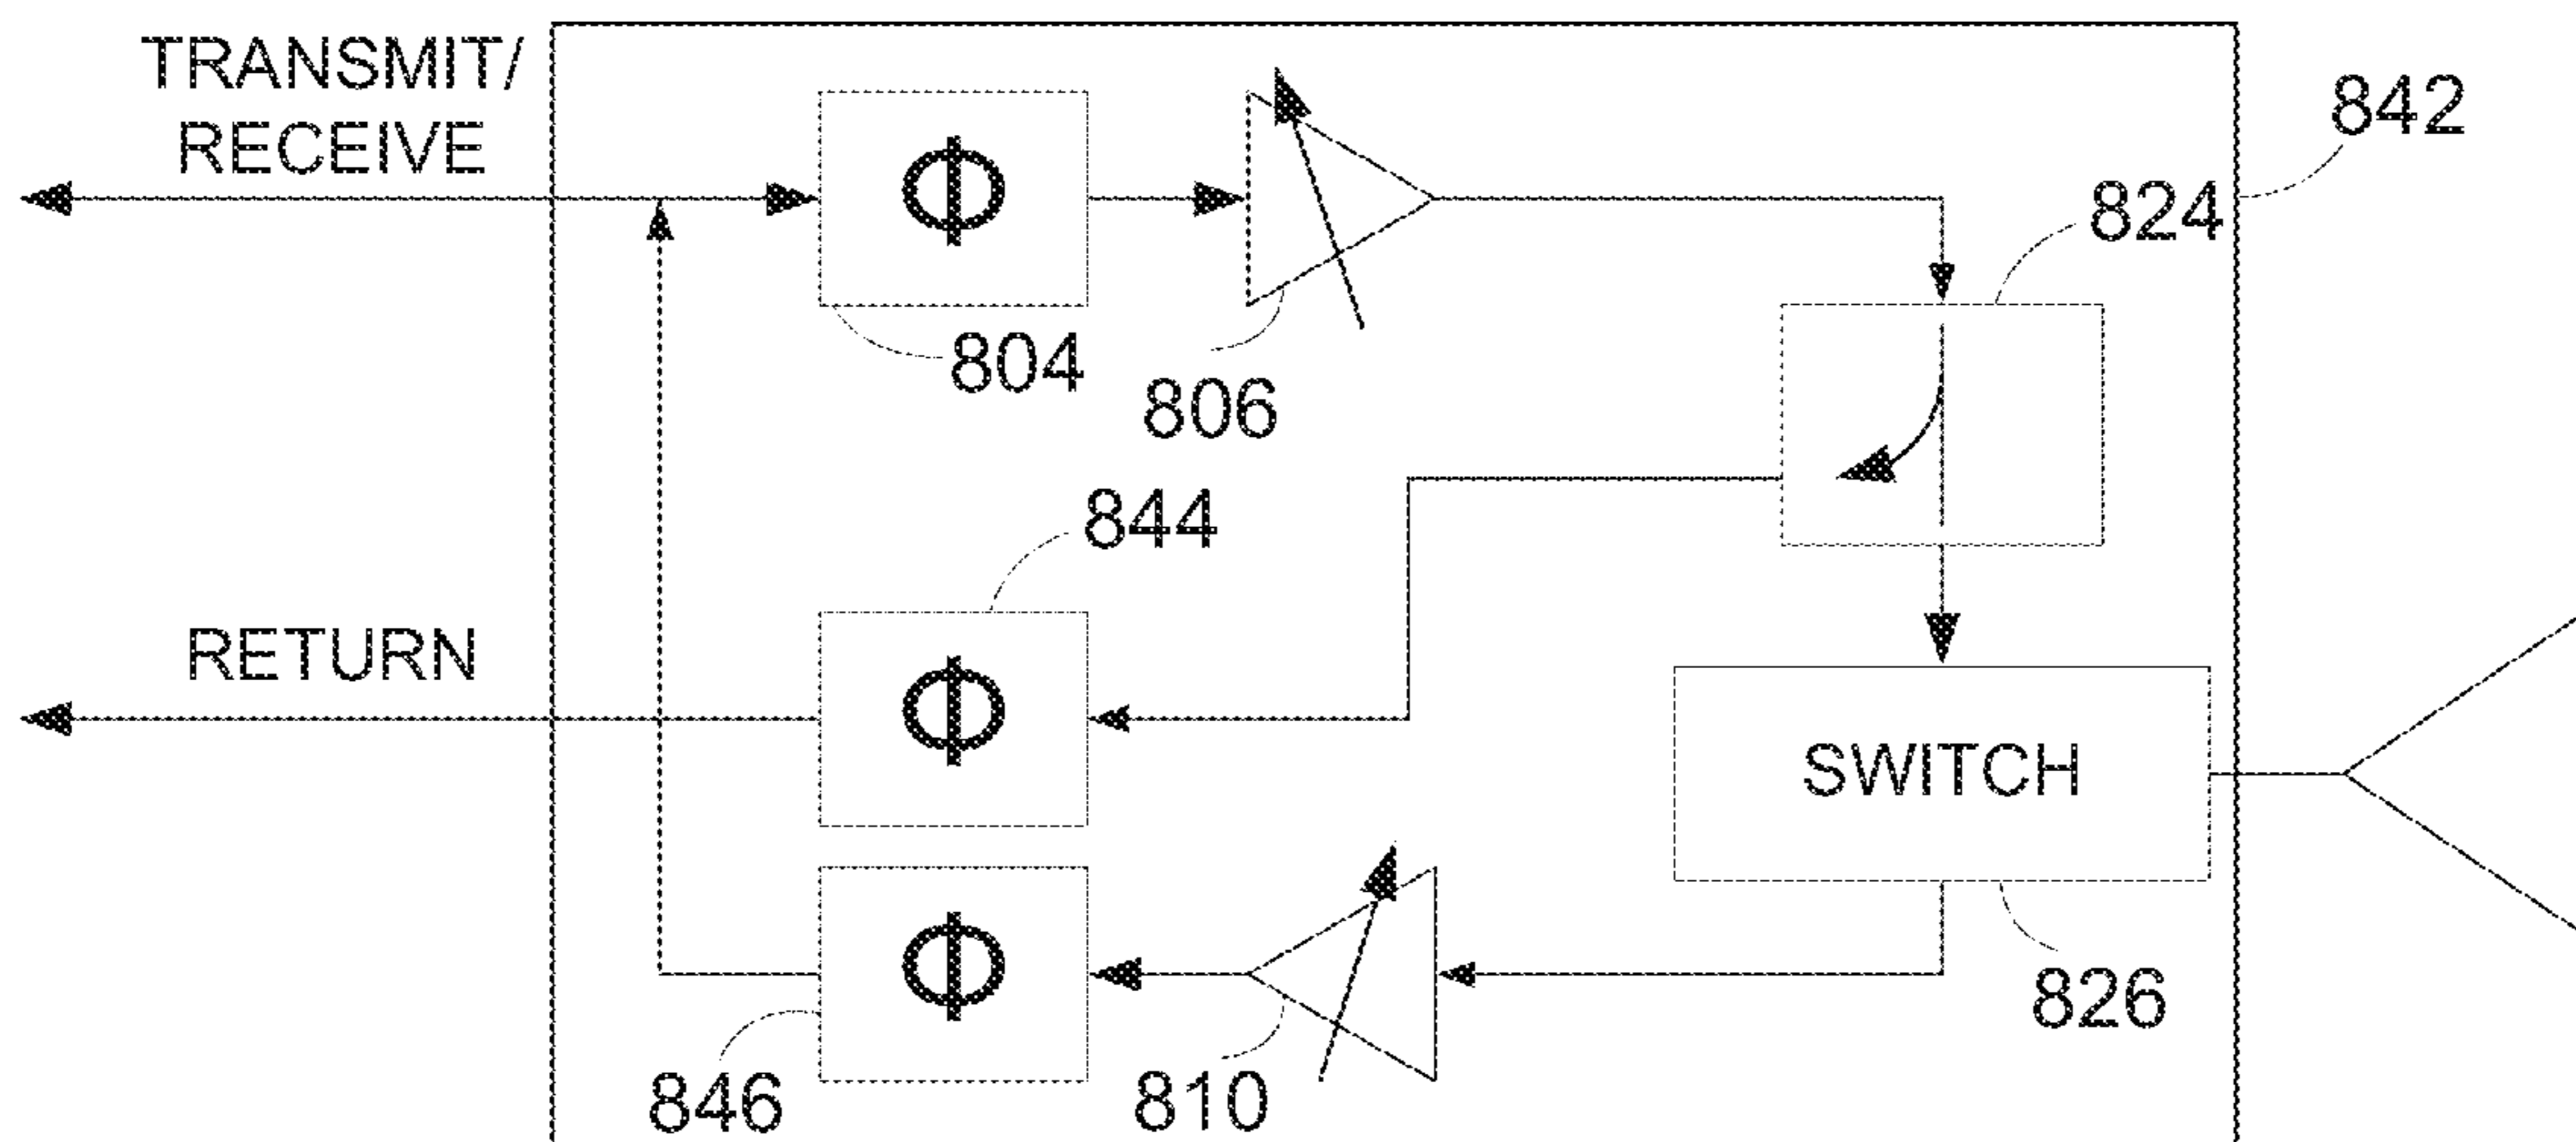 TRANSMIT/
RECEIVE
842
Φ
824
804
806
844
RETURN
Φ
SWITCH
Φ
826
846
810